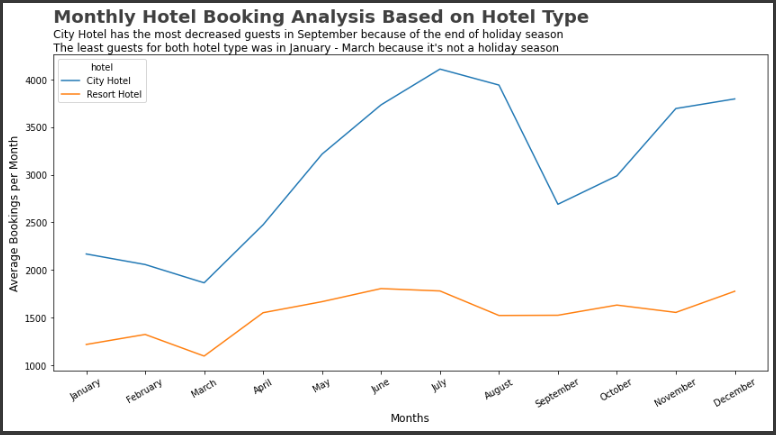 Monthly Hotel Booking Analysis Based on Hotel Type
City Hotel has the most decreased guests in September because of the end of holiday season
The least guests for both hotel type was in January - March because it's not a holiday season
hotel
City Hotel
Resort Hotel
Average Bookings per Month
4000
3500
3000
2500
2000
1500
1000
January
February
March
April
May
June
July
August
September
October
November
December
Months